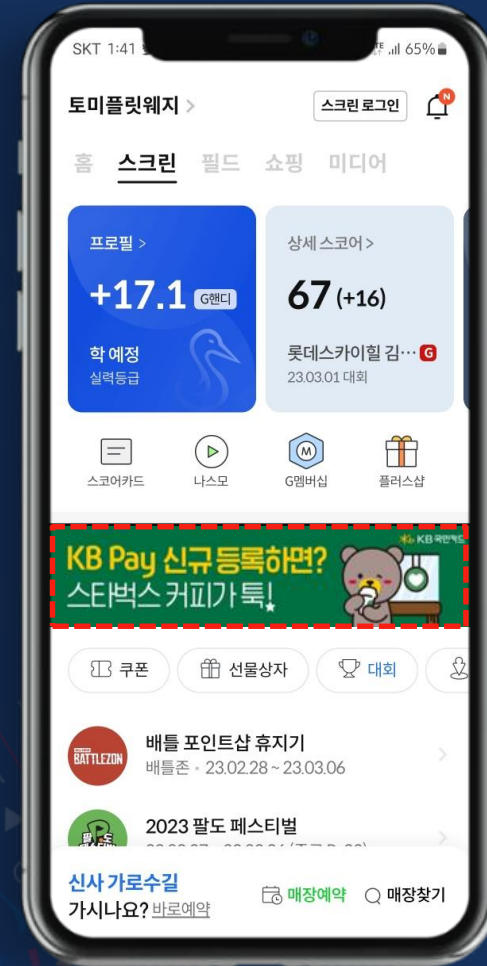 SKT 1:41
.ıl 65%
토미플릿웨지 >
스크린 로그인
N
홈 스크린 필드 쇼핑 미디어
프로필 >
+17.1 G핸디
학 예정
실력등급
상세 스코어 >
67 (+16)
롯데스카이힐 김… G
23.03.01 대회
스코어카드
나스모
M
G멤버십
플러스샵
KB 국민카드
KB Pay 신규 등록하면?
스타벅스 커피가 툭!
쿠폰
선물상자
대회
BATTLEZON
배틀 포인트샵 휴지기
배틀존 • 23.02.28 ~ 23.03.06
2023 팔도 페스티벌
신사 가로수길
가시나요? 바로예약
매장예약
매장찾기